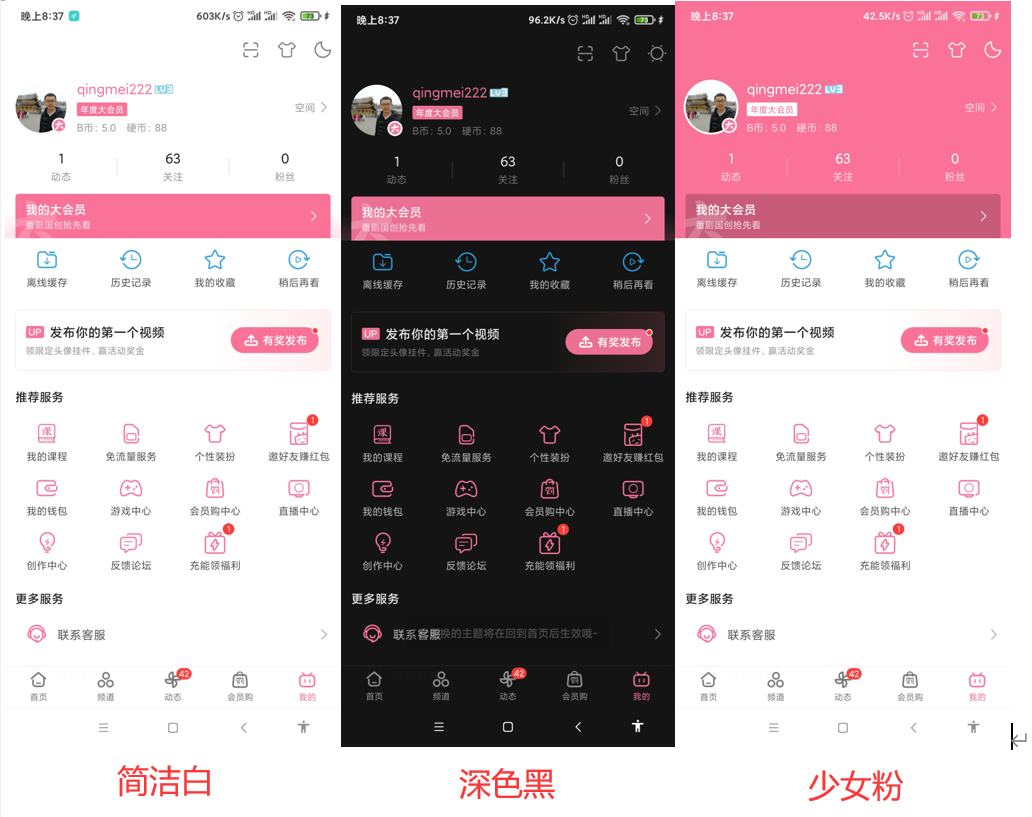 晚上8:37 603K/s 73
qingmei222 LV3
年度大会员
B币：5.0 硬币：88 空间
1 63 0
动态 关注 粉丝
我的大会员
番剧国创抢先看
离线缓存 历史记录 我的收藏 稍后再看
UP 发布你的第一个视频
领限定头像挂件，赢活动奖金
有奖发布
推荐服务
课 1
我的课程 免流量服务 个性装扮 邀好友赚红包
我的钱包 游戏中心 会员购中心 直播中心
1
创作中心 反馈论坛 充能领福利
更多服务
联系客服
42
首页 频道 动态 会员购 我的
简洁白
晚上8:37 96.2K/s 73
qingmei222 LV3
年度大会员
B币：5.0 硬币：88 空间
1 63 0
动态 关注 粉丝
我的大会员
番剧国创抢先看
离线缓存 历史记录 我的收藏 稍后再看
UP 发布你的第一个视频
领限定头像挂件，赢活动奖金
有奖发布
推荐服务
课 1
我的课程 免流量服务 个性装扮 邀好友赚红包
我的钱包 游戏中心 会员购中心 直播中心
1
创作中心 反馈论坛 充能领福利
更多服务
联系客服 换的主题将在回到首页后生效哦~
42
首页 频道 动态 会员购 我的
深色黑
晚上8:37 42.5K/s 73
qingmei222 LV3
年度大会员
B币：5.0 硬币：88 空间
1 63 0
动态 关注 粉丝
我的大会员
番剧国创抢先看
离线缓存 历史记录 我的收藏 稍后再看
UP 发布你的第一个视频
领限定头像挂件，赢活动奖金
有奖发布
推荐服务
课 1
我的课程 免流量服务 个性装扮 邀好友赚红包
我的钱包 游戏中心 会员购中心 直播中心
1
创作中心 反馈论坛 充能领福利
更多服务
联系客服
42
首页 频道 动态 会员购 我的
少女粉